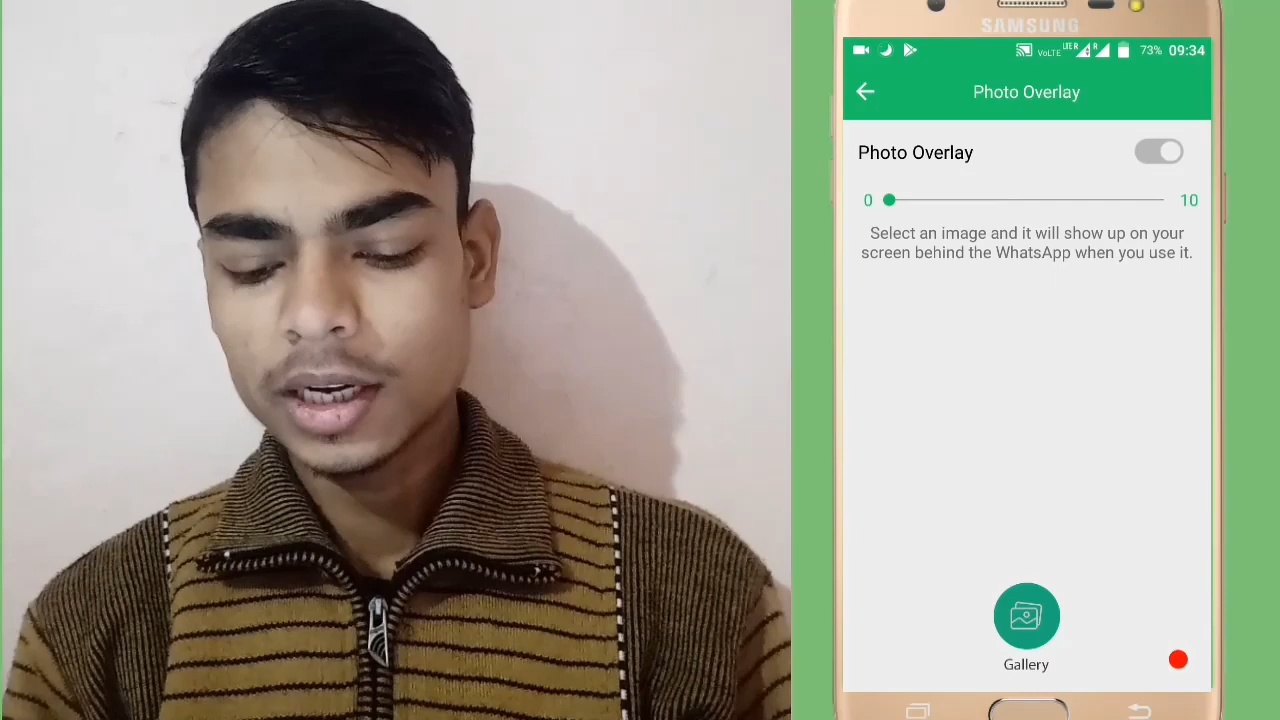 SAMSUNG
VoLTE LTE R R 73% 09:34
Photo Overlay
Photo Overlay
0 10
Select an image and it will show up on your
screen behind the WhatsApp when you use it.
Gallery